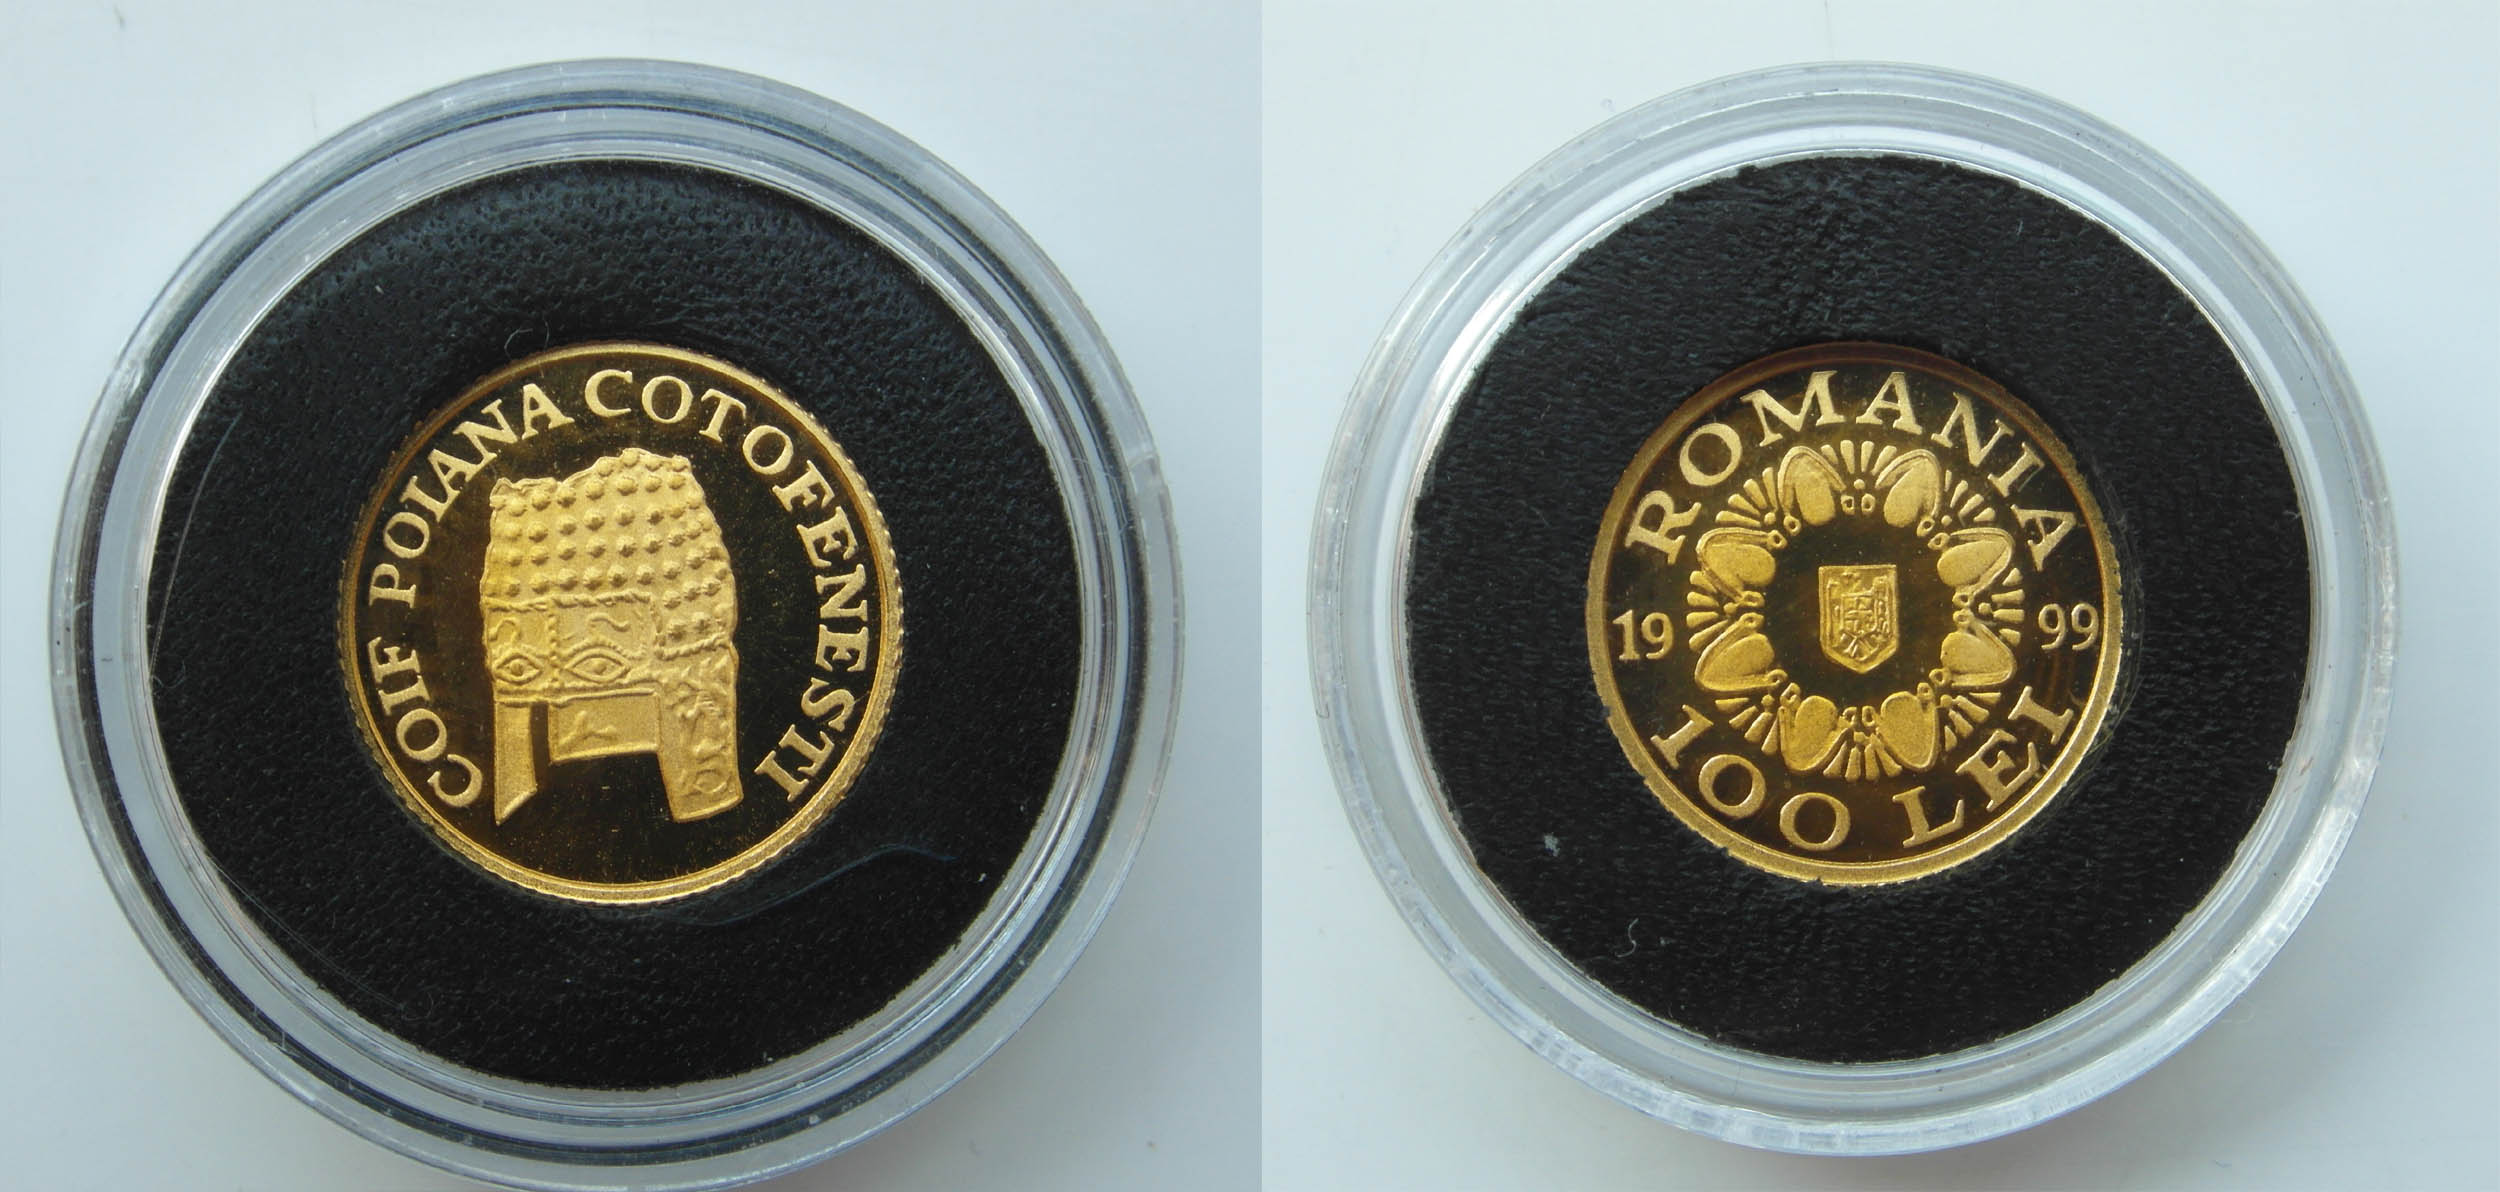 COIF POIANA COTOFENESTI
ROMANIA
19 99
100 LEI